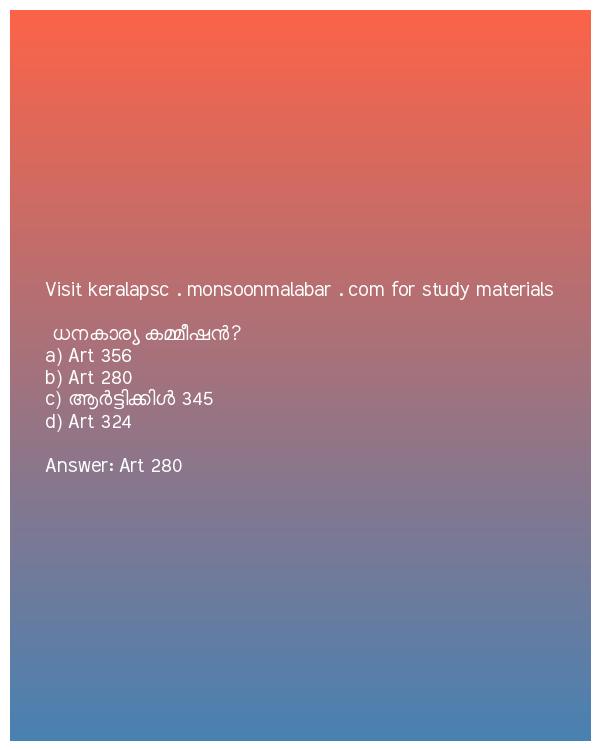 Visit keralapsc . monsoonmalabar . com for study materials
ധനകാര്യ കമ്മീഷൻ?
a) Art 356
b) Art 280
c) ആർട്ടിക്കിൾ 345
d) Art 324
Answer: Art 280